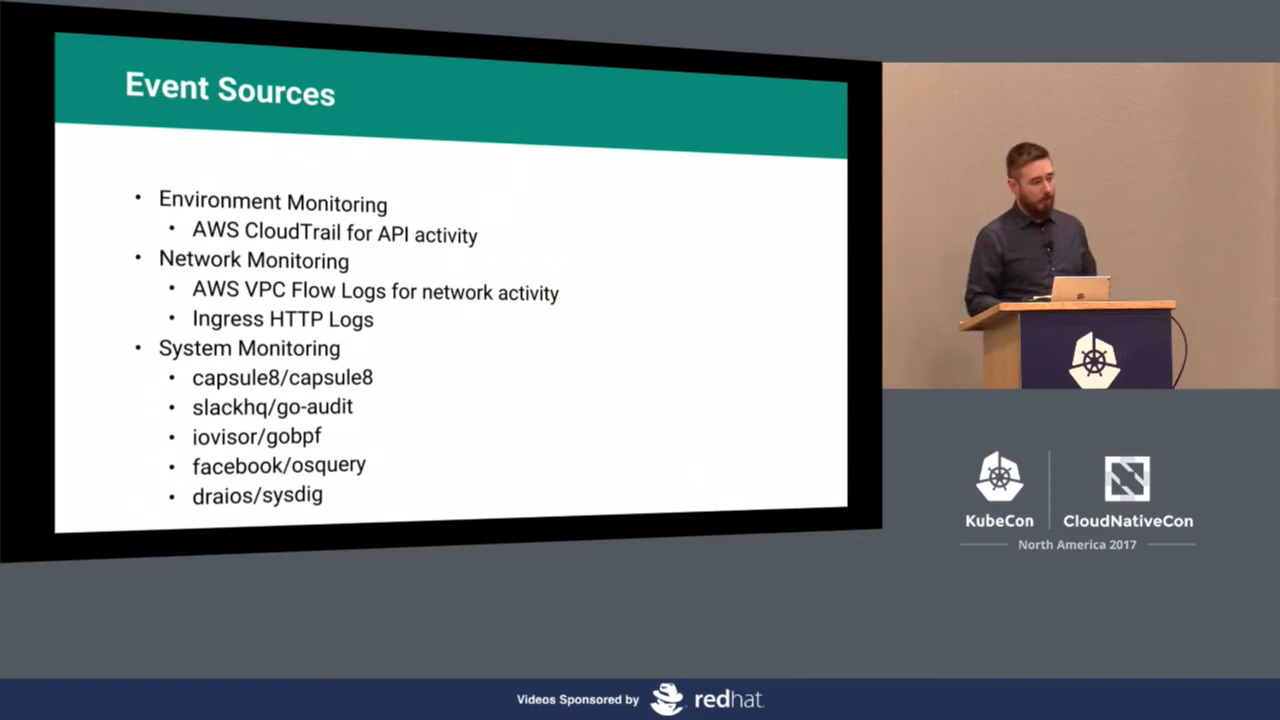 Event Sources
• Environment Monitoring
• AWS CloudTrail for API activity
• Network Monitoring
• AWS VPC Flow Logs for network activity
• Ingress HTTP Logs
• System Monitoring
• capsule8/capsule8
• slackhq/go-audit
• iovisor/gobpf
• facebook/osquery
• draios/sysdig
KubeCon
CloudNativeCon
North America 2017
Videos Sponsored by redhat.